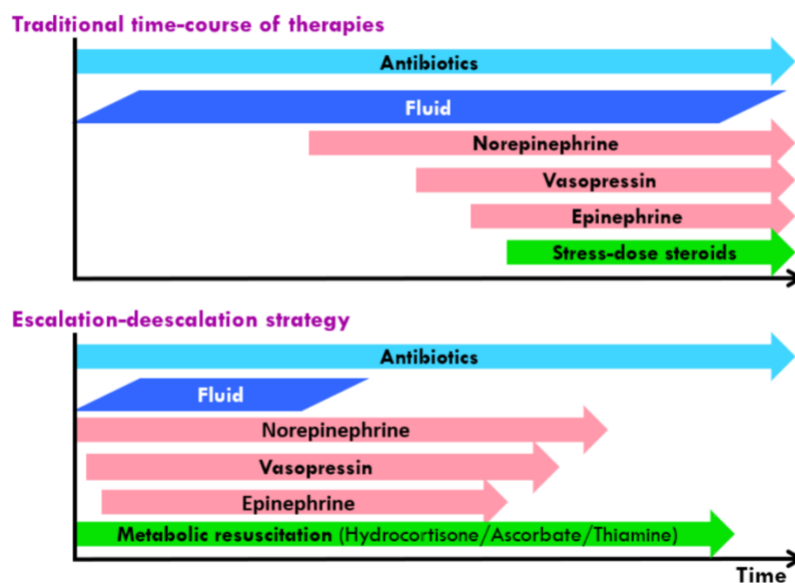 Traditional time-course of therapies
Antibiotics
Fluid
Norepinephrine
Vasopressin
Epinephrine
Stress-dose steroids
Escalation-deescalation strategy
Antibiotics
Fluid
Norepinephrine
Vasopressin
Epinephrine
Metabolic resuscitation (Hydrocortisone/Ascorbate/Thiamine)
Time